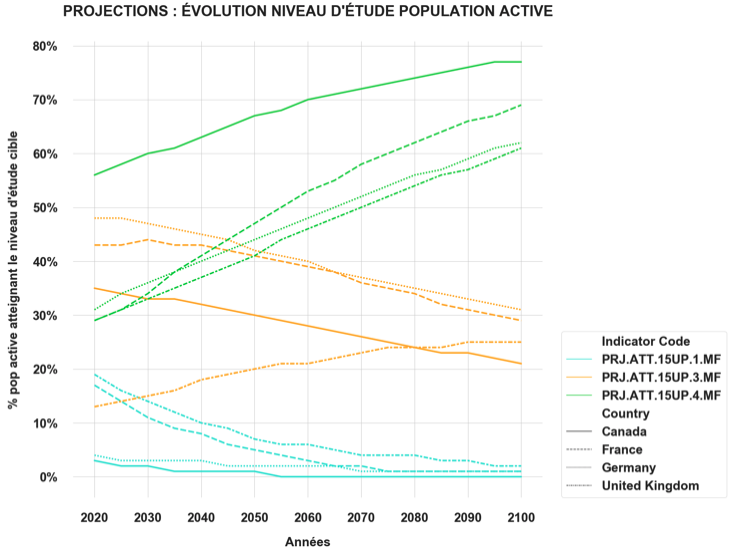 PROJECTIONS : ÉVOLUTION NIVEAU D'ÉTUDE POPULATION ACTIVE
80%
70%
60%
50%
40%
30%
20%
10%
0%
% pop active atteignant le niveau d'étude cible
2020 2030 2040 2050 2060 2070 2080 2090 2100
Années
Indicator Code
PRJ.ATT.15UP.1.MF
PRJ.ATT.15UP.3.MF
PRJ.ATT.15UP.4.MF
Country
Canada
France
Germany
United Kingdom